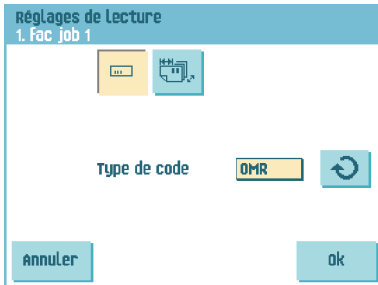 Réglages de lecture
1. Fac job 1
Type de code
OMR
Annuler
Ok